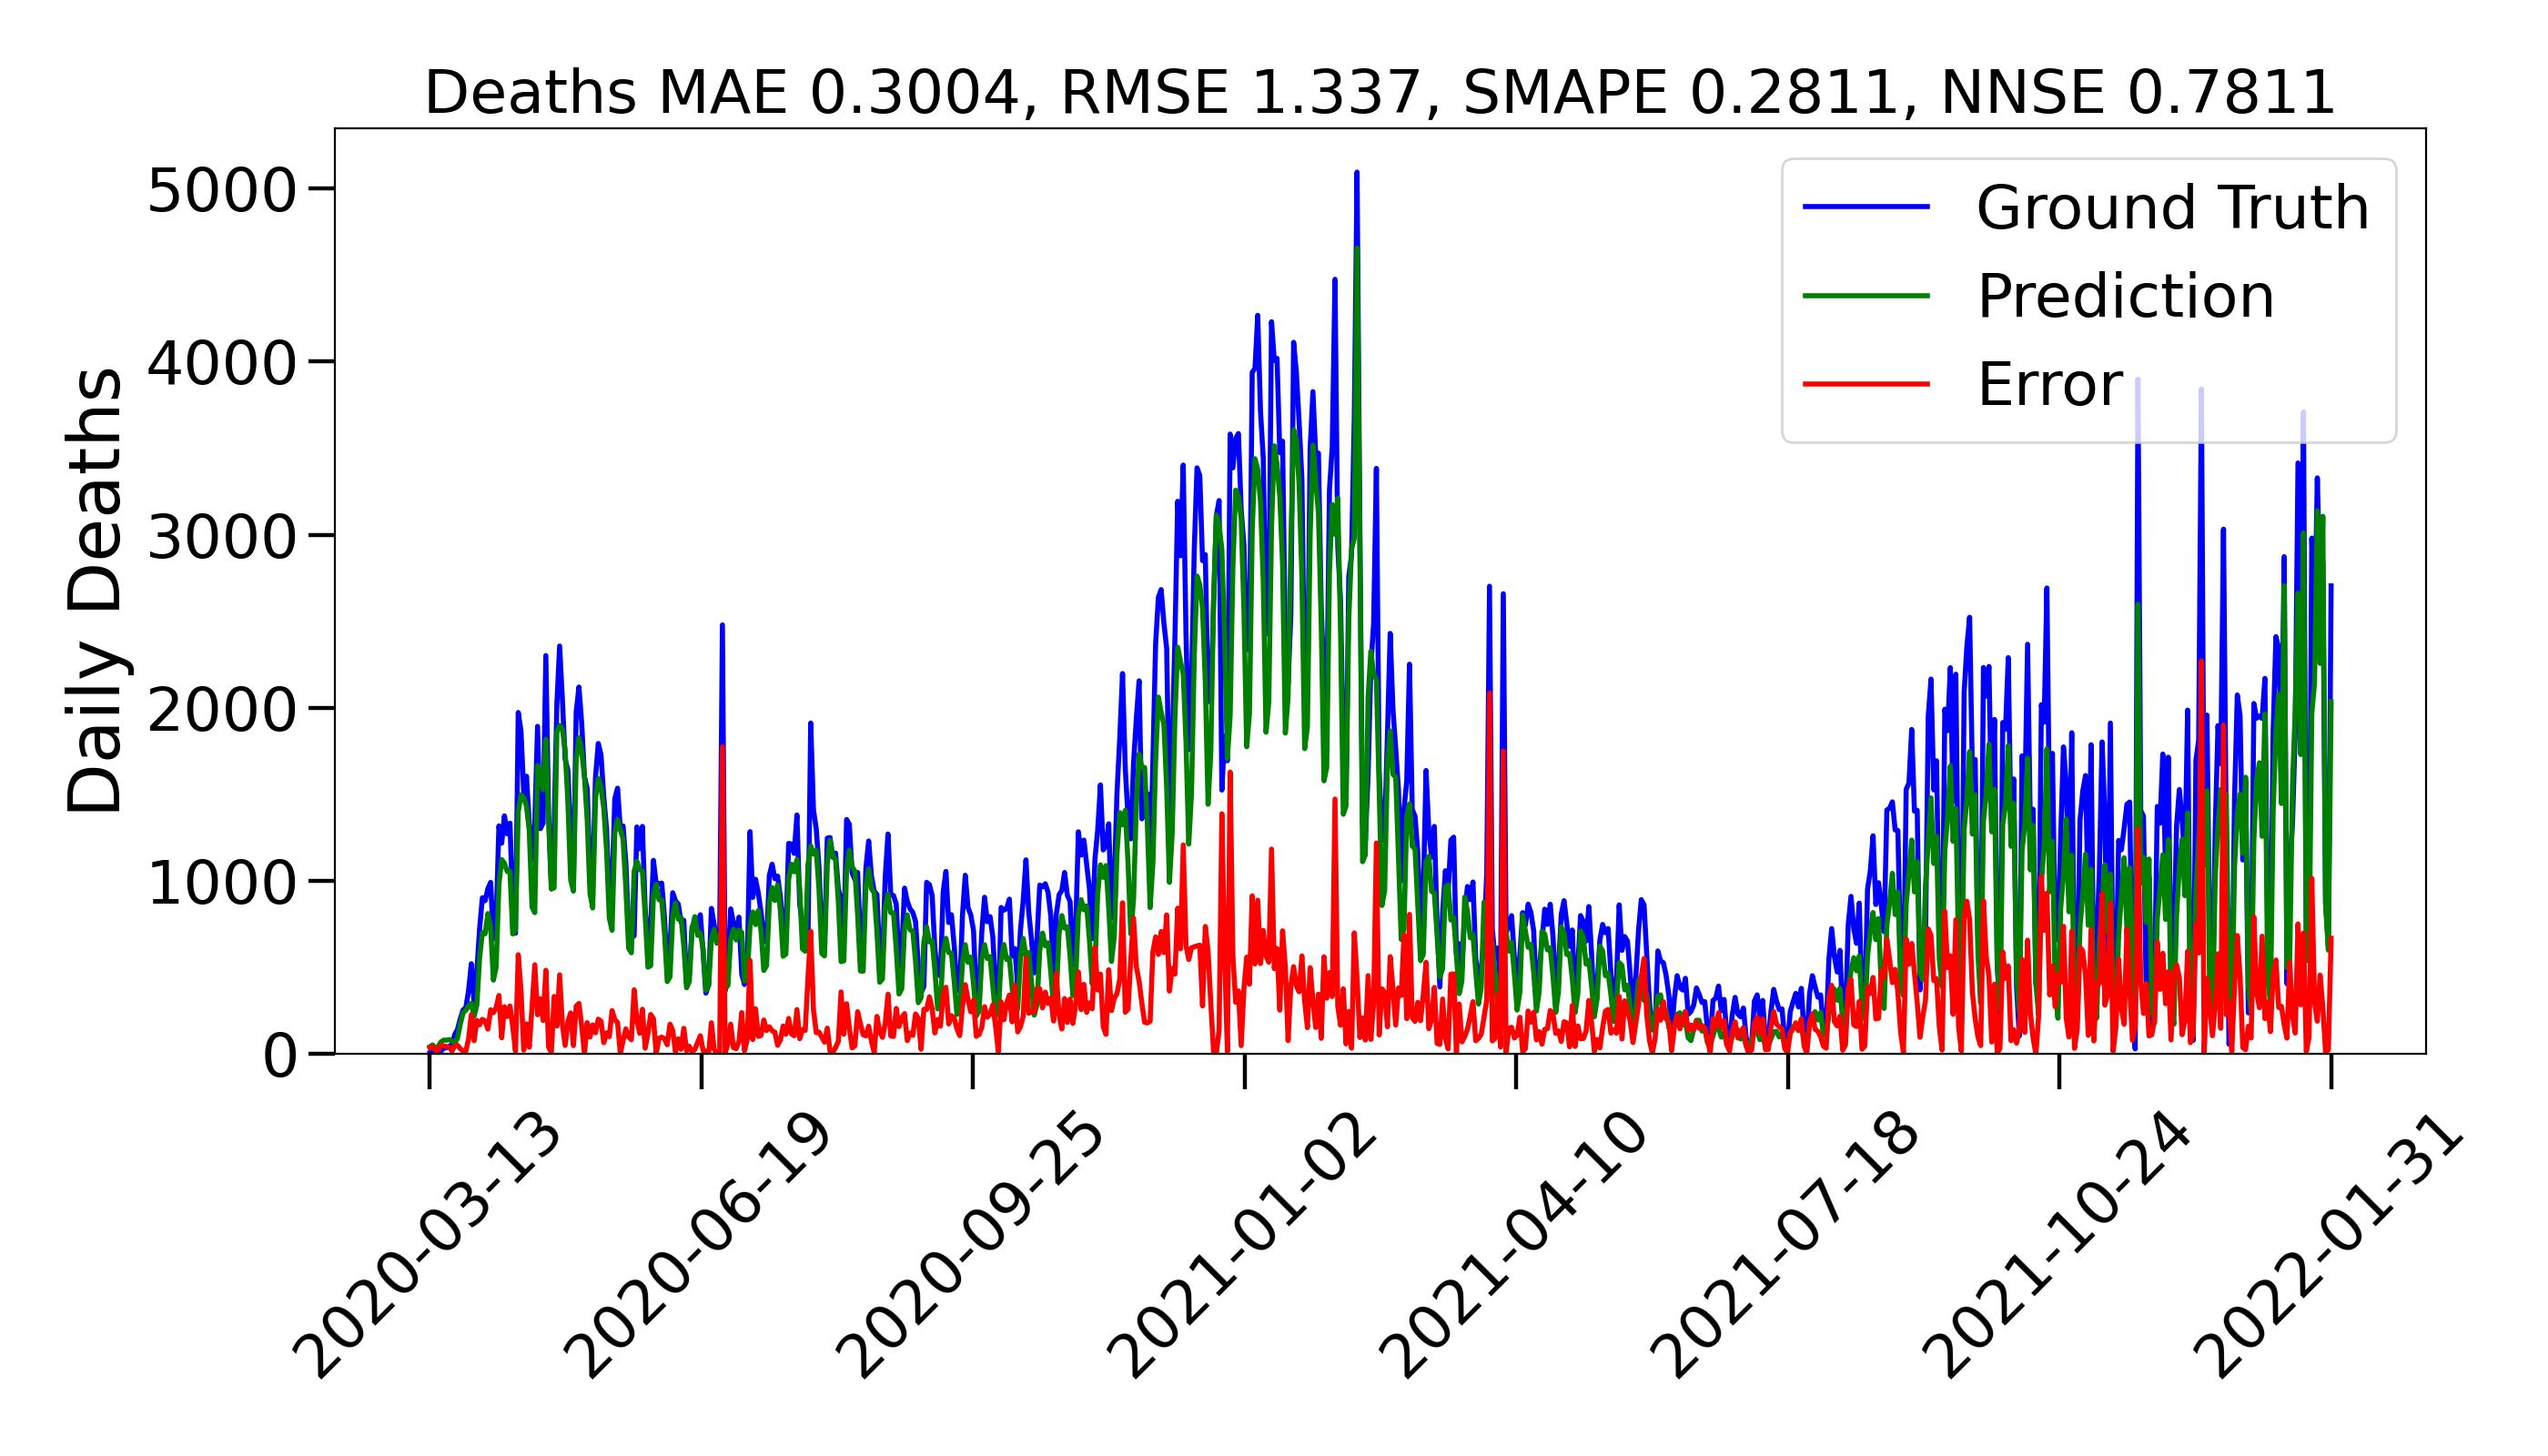 Deaths MAE 0.3004, RMSE 1.337, SMAPE 0.2811, NNSE 0.7811
Ground Truth
Prediction
Error
Daily Deaths
5000
4000
3000
2000
1000
0
2020-03-13
2020-06-19
2020-09-25
2021-01-02
2021-04-10
2021-07-18
2021-10-24
2022-01-31